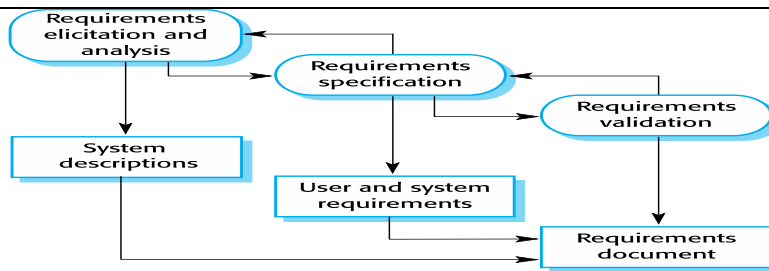 Requirements
elicitation and
analysis
Requirements
specification
Requirements
validation
System
descriptions
User and system
requirements
Requirements
document